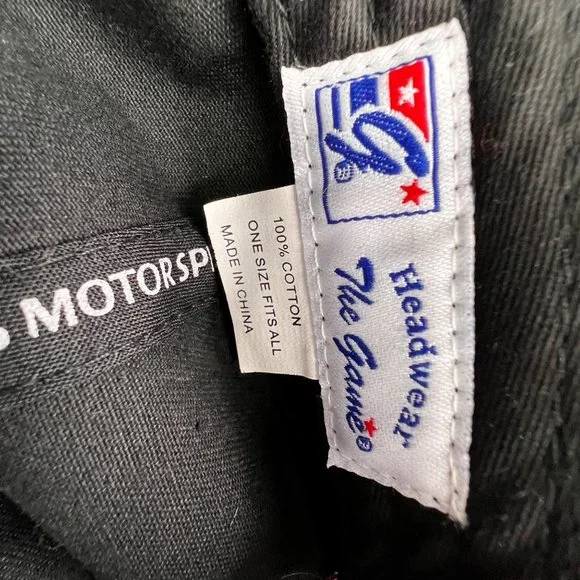 MOTORSP
100% COTTON
ONE SIZE FITS ALL
MADE IN CHINA
G®
Headwear
The Game®